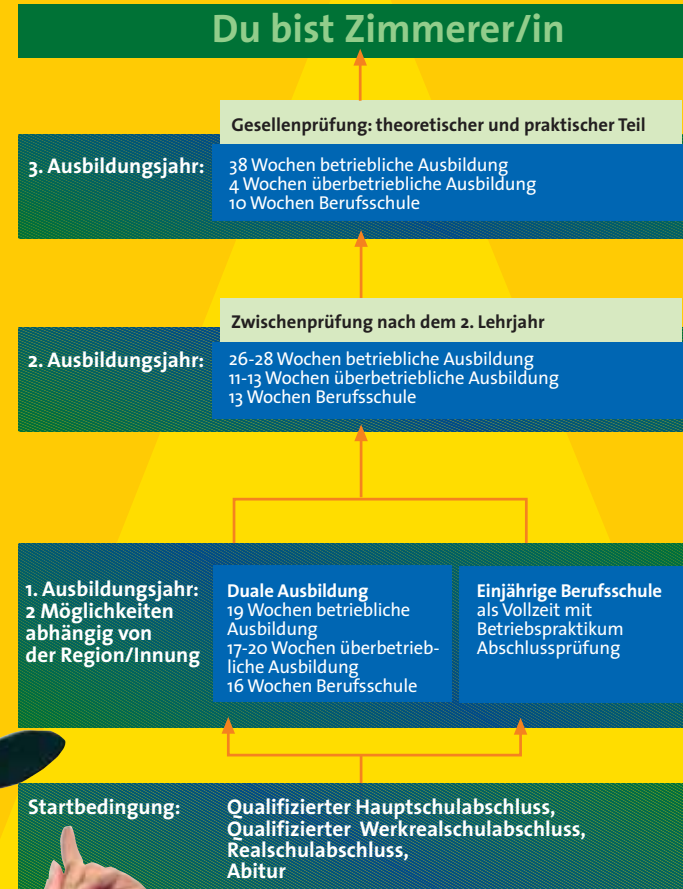 Du bist Zimmerer/in
Gesellenprüfung: theoretischer und praktischer Teil
3. Ausbildungsjahr:
38 Wochen betriebliche Ausbildung
4 Wochen überbetriebliche Ausbildung
10 Wochen Berufsschule
Zwischenprüfung nach dem 2. Lehrjahr
2. Ausbildungsjahr:
26-28 Wochen betriebliche Ausbildung
11-13 Wochen überbetriebliche Ausbildung
13 Wochen Berufsschule
1. Ausbildungsjahr:
2 Möglichkeiten
abhängig von
der Region/Innung
Duale Ausbildung
19 Wochen betriebliche
Ausbildung
17-20 Wochen überbetrieb-
liche Ausbildung
16 Wochen Berufsschule
Einjährige Berufsschule
als Vollzeit mit
Betriebspraktikum
Abschlussprüfung
Startbedingung:
Qualifizierter Hauptschulabschluss,
Qualifizierter Werkrealschulabschluss,
Realschulabschluss,
Abitur